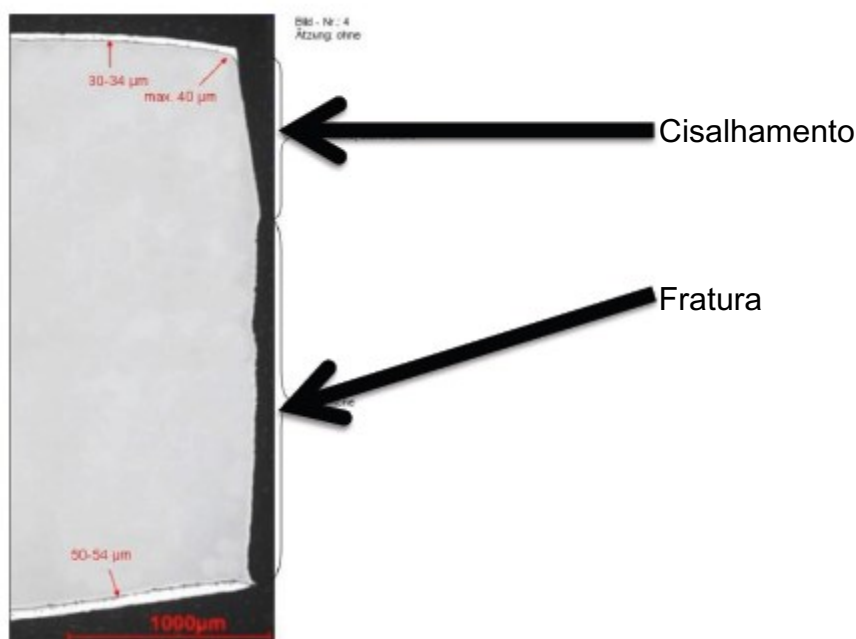 Bild - Nr.: 4
Ätzung: ohne
30-34 µm
max. 40 µm
Cisalhamento
Fratura
50-54 µm
1000µm